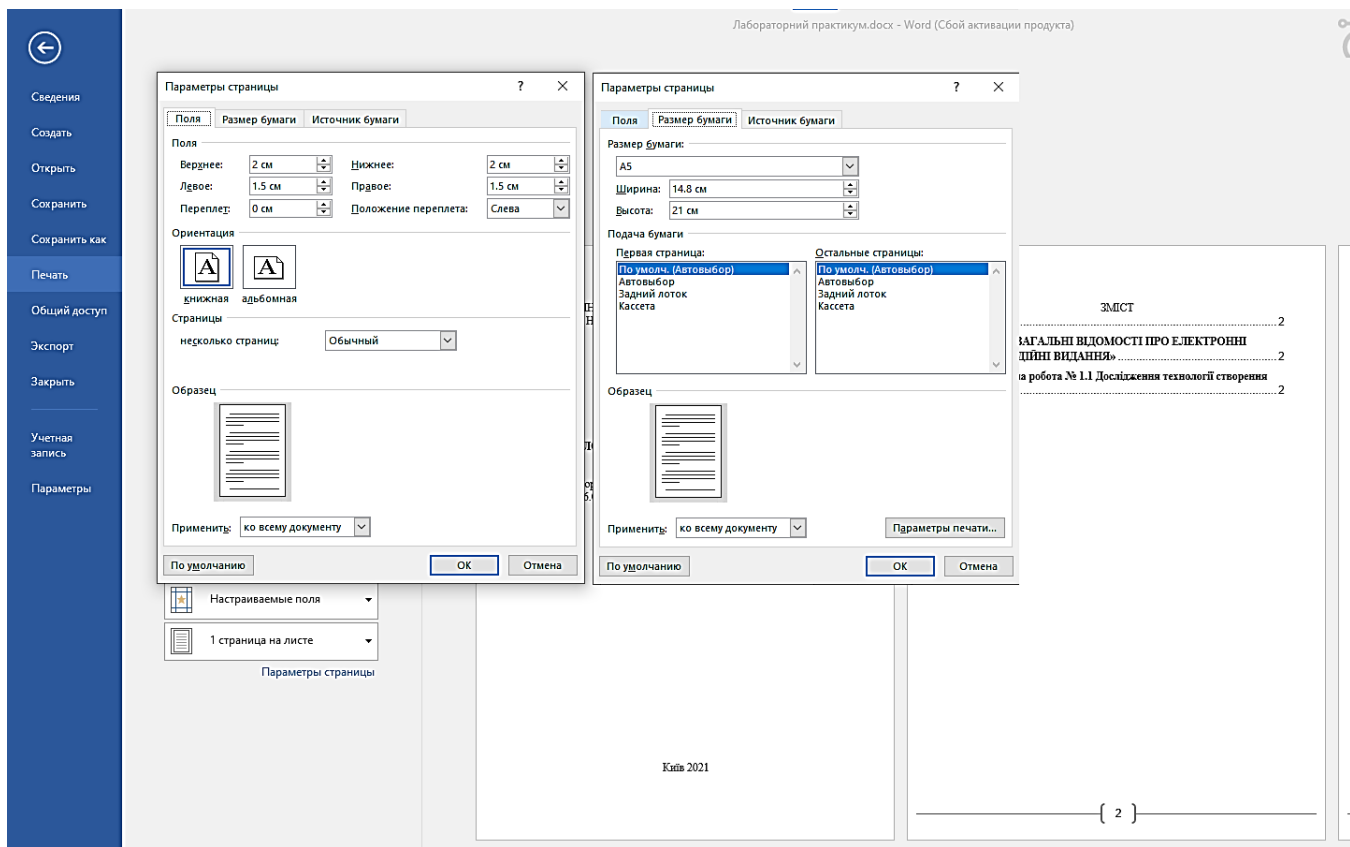 Лабораторний практикум.docx - Word (Сбой активации продукта)
Сведения
Создать
Открыть
Сохранить
Сохранить как
Печать
Общий доступ
Экспорт
Закрыть
Учетная
запись
Параметры
Параметры страницы ? ×
Поля Размер бумаги Источник бумаги
Поля
Верхнее: 2 см Нижнее: 2 см
Левое: 1.5 см Правое: 1.5 см
Переплет: 0 см Положение переплета: Слева
Ориентация
A A
книжная альбомная
Страницы
несколько страниц: Обычный
Образец
Применить: ко всему документу
По умолчанию ОК Отмена
Параметры страницы ? ×
Поля Размер бумаги Источник бумаги
Размер бумаги:
A5
Ширина: 14.8 см
Высота: 21 см
Подача бумаги
Первая страница: Остальные страницы:
По умолч. (Автовыбор) По умолч. (Автовыбор)
Автовыбор Автовыбор
Задний лоток Задний лоток
Кассета Кассета
Образец
Применить: ко всему документу Параметры печати...
По умолчанию ОК Отмена
Настраиваемые поля
1 страница на листе
Параметры страницы
Київ 2021
ЗМІСТ
2
ЗАГАЛЬНІ ВІДОМОСТІ ПРО ЕЛЕКТРОННІ
ВИДАННЯ» 2
робота № 1.1 Дослідження технології створення
2
2